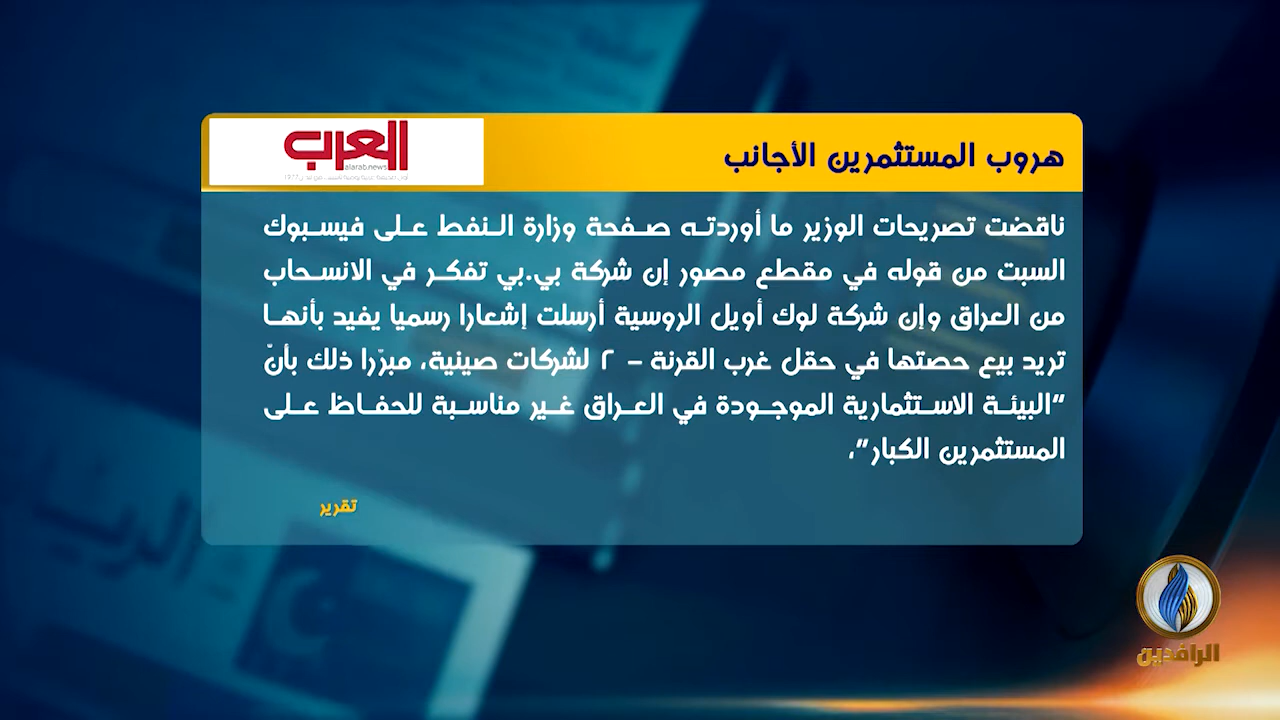 هروب المستثمرين الأجانب
العرب
alarab.news
ناقضت تصريحات الوزير ما أوردته صفحة وزارة النفط على فيسبوك
السبت من قوله في مقطع مصور إن شركة بي.بي تفكر في الانسحاب
من العراق وإن شركة لوك أويل الروسية أرسلت إشعارا رسميا يفيد بأنها
تريد بيع حصتها في حقل غرب القرنة – ٢ لشركات صينية، مبرّرا ذلك بأنّ
“البيئة الاستثمارية الموجودة في العراق غير مناسبة للحفاظ على
المستثمرين الكبار”،
تقرير
الرافدين